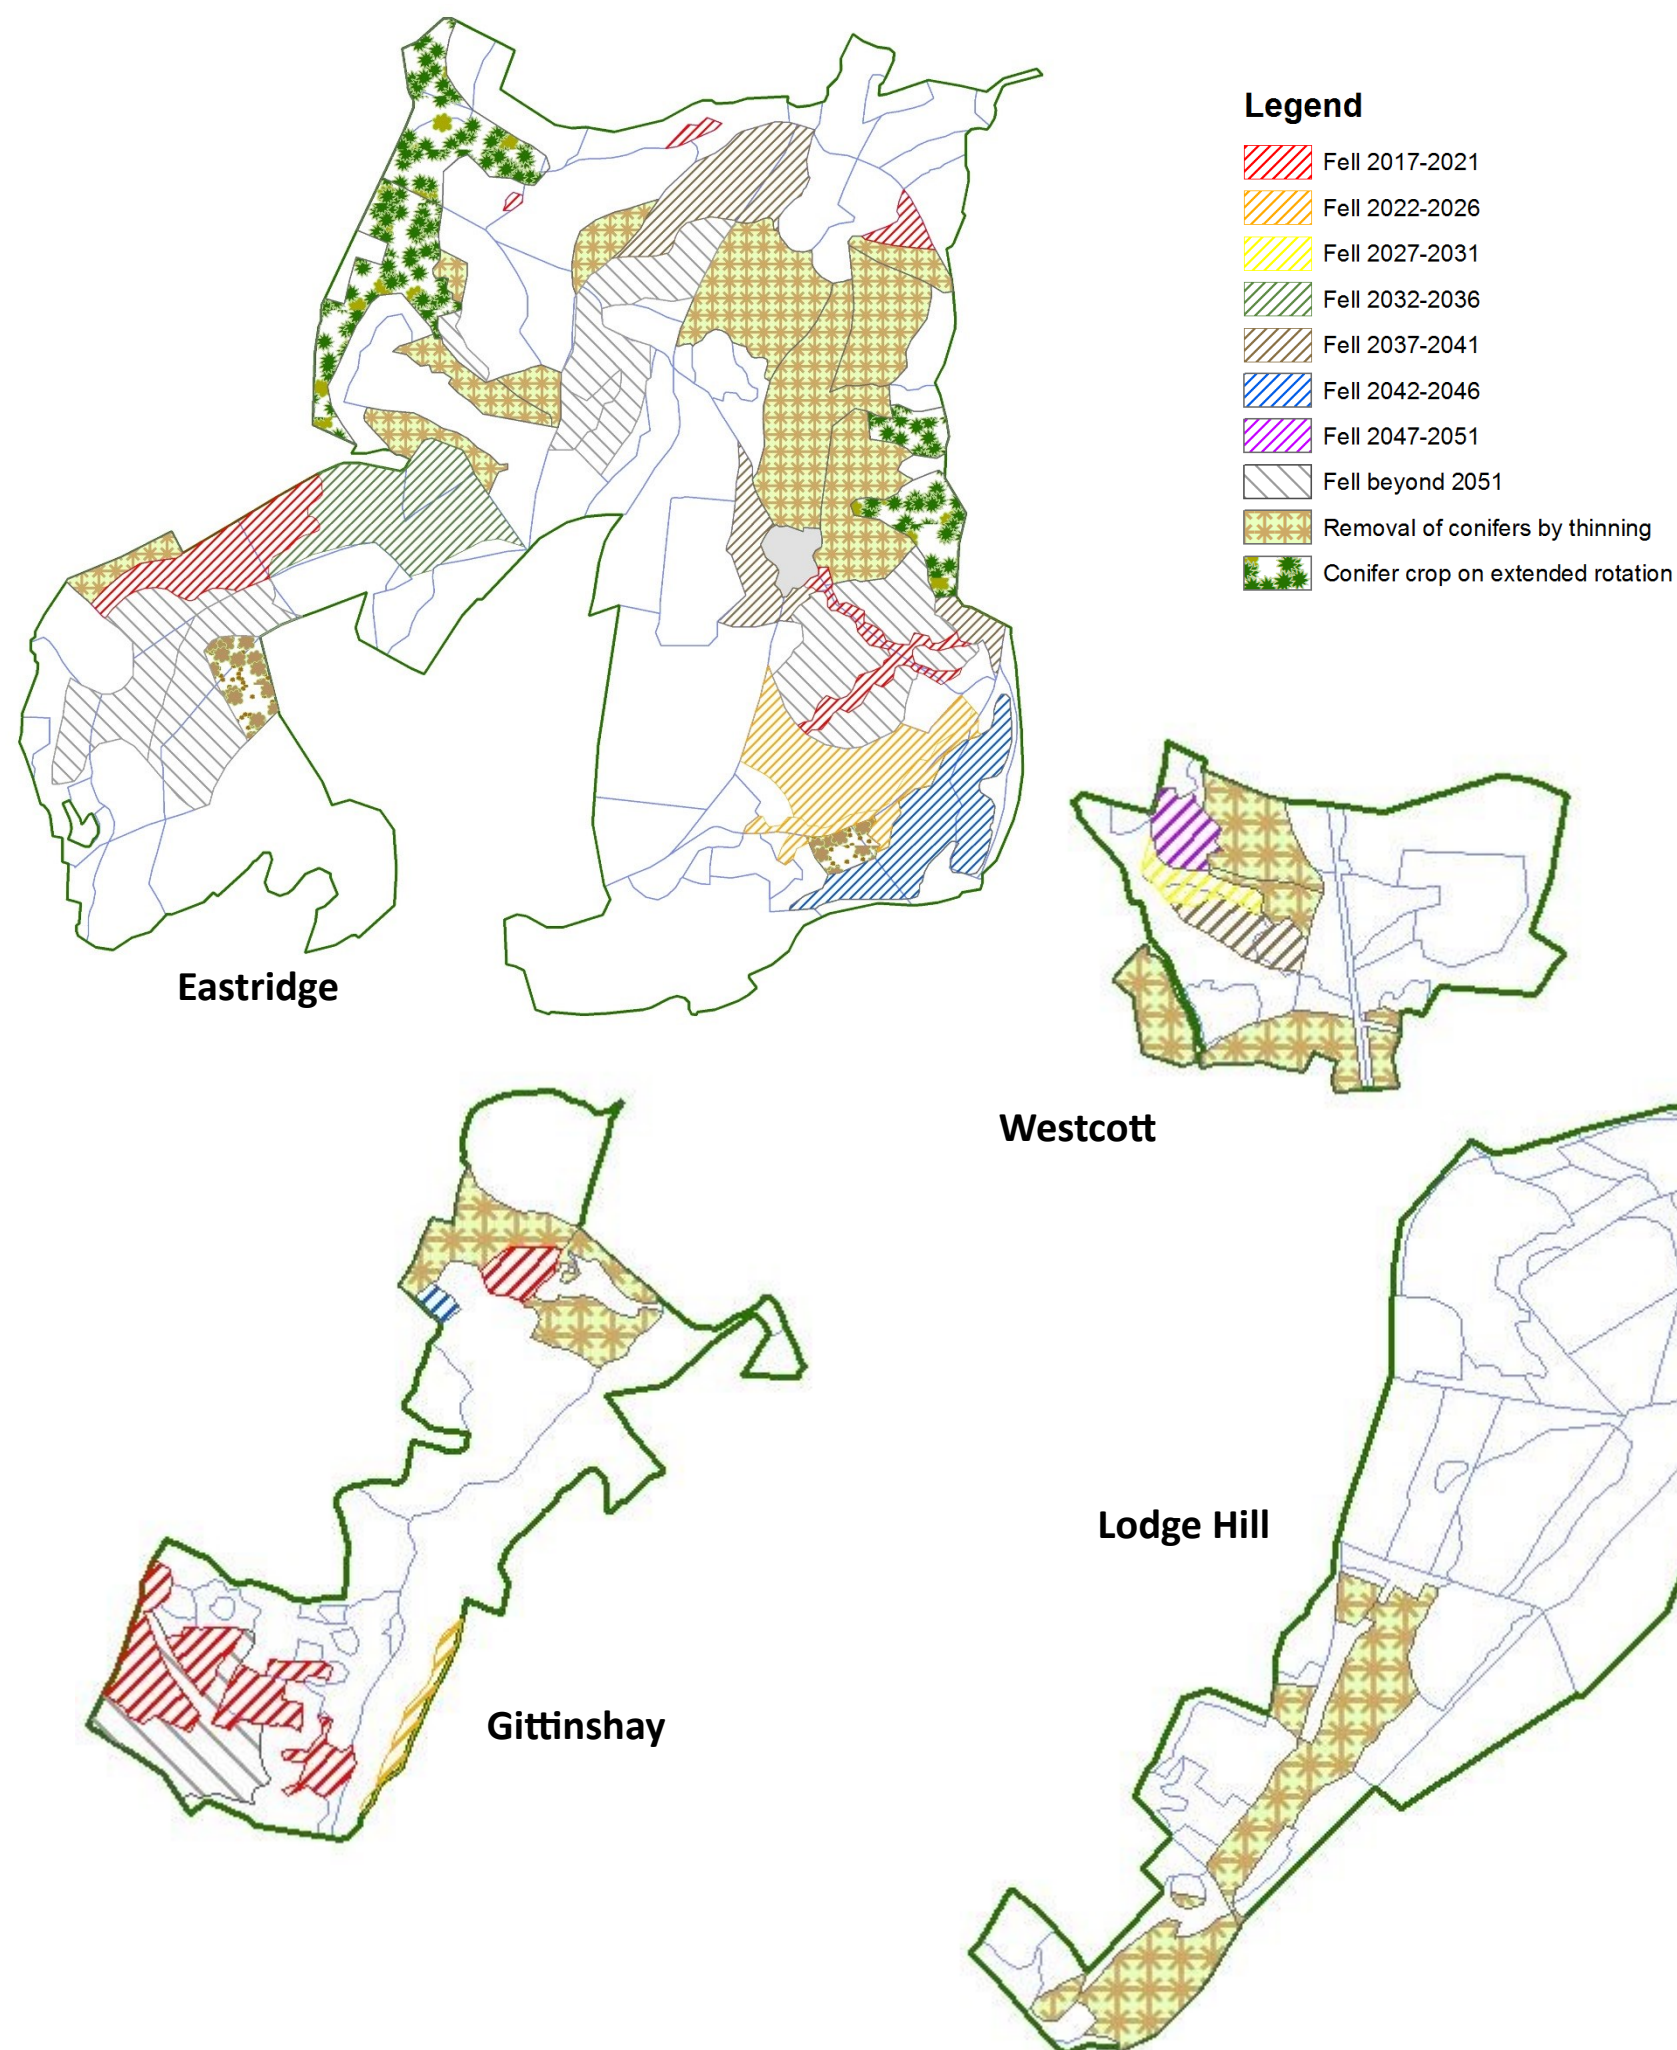 Legend
Fell 2017-2021
Fell 2022-2026
Fell 2027-2031
Fell 2032-2036
Fell 2037-2041
Fell 2042-2046
Fell 2047-2051
Fell beyond 2051
Removal of conifers by thinning
Conifer crop on extended rotation
Eastridge
Westcott
Lodge Hill
Gittinshay